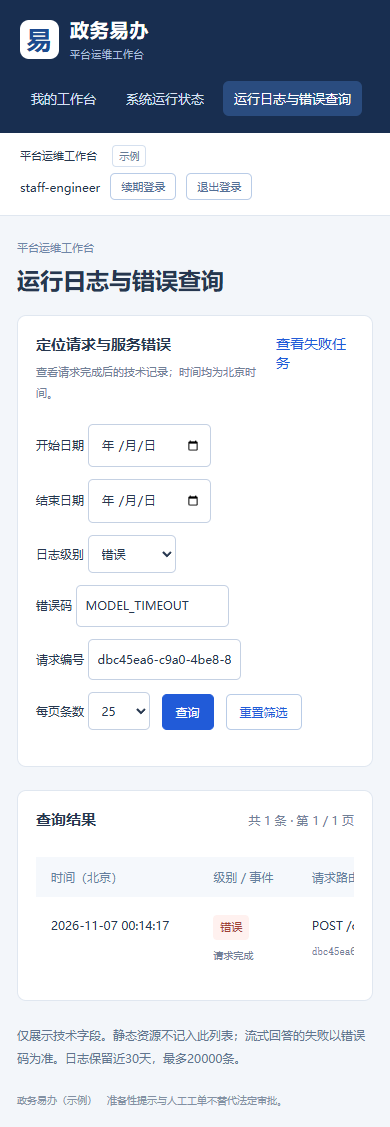 易
政务易办
平台运维工作台
我的工作台
系统运行状态
运行日志与错误查询
平台运维工作台
示例
staff-engineer
续期登录
退出登录
平台运维工作台
运行日志与错误查询
定位请求与服务错误
查看失败任
务
查看请求完成后的技术记录；时间均为北京时
间。
开始日期
年 /月/日
结束日期
年 /月/日
日志级别
错误
错误码
MODEL_TIMEOUT
请求编号
dbc45ea6-c9a0-4be8-8
每页条数
25
查询
重置筛选
查询结果
共 1 条 · 第 1 / 1 页
时间（北京）
级别 / 事件
请求路由
2026-11-07 00:14:17
错误
POST /
请求完成
dbc45ea6
仅展示技术字段。静态资源不记入此列表；流式回答的失败以错误
码为准。日志保留近30天，最多20000条。
政务易办（示例）
准备性提示与人工工单不替代法定审批。